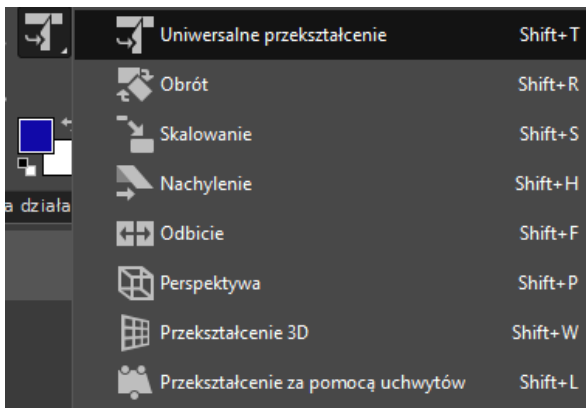 Uniwersalne przekształcenie Shift+T
Obrót Shift+R
Skalowanie Shift+S
Nachylenie Shift+H
a działa
Odbicie Shift+F
Perspektywa Shift+P
Przekształcenie 3D Shift+W
Przekształcenie za pomocą uchwytów Shift+L